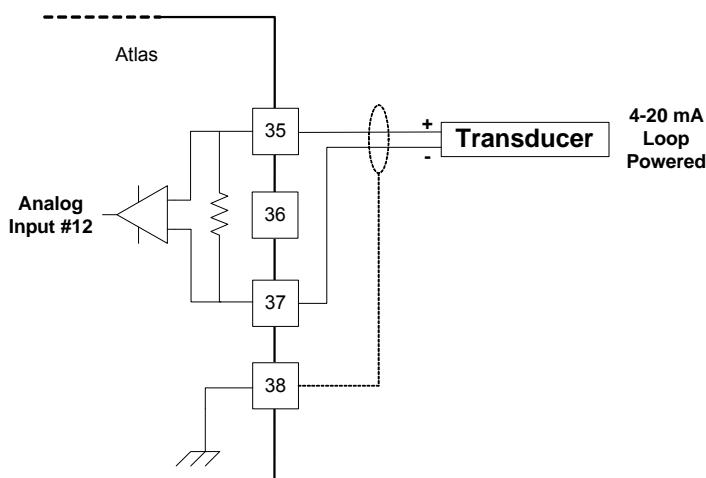 Atlas
35
36
37
38
Analog
Input #12
+
-
Transducer
4-20 mA
Loop
Powered